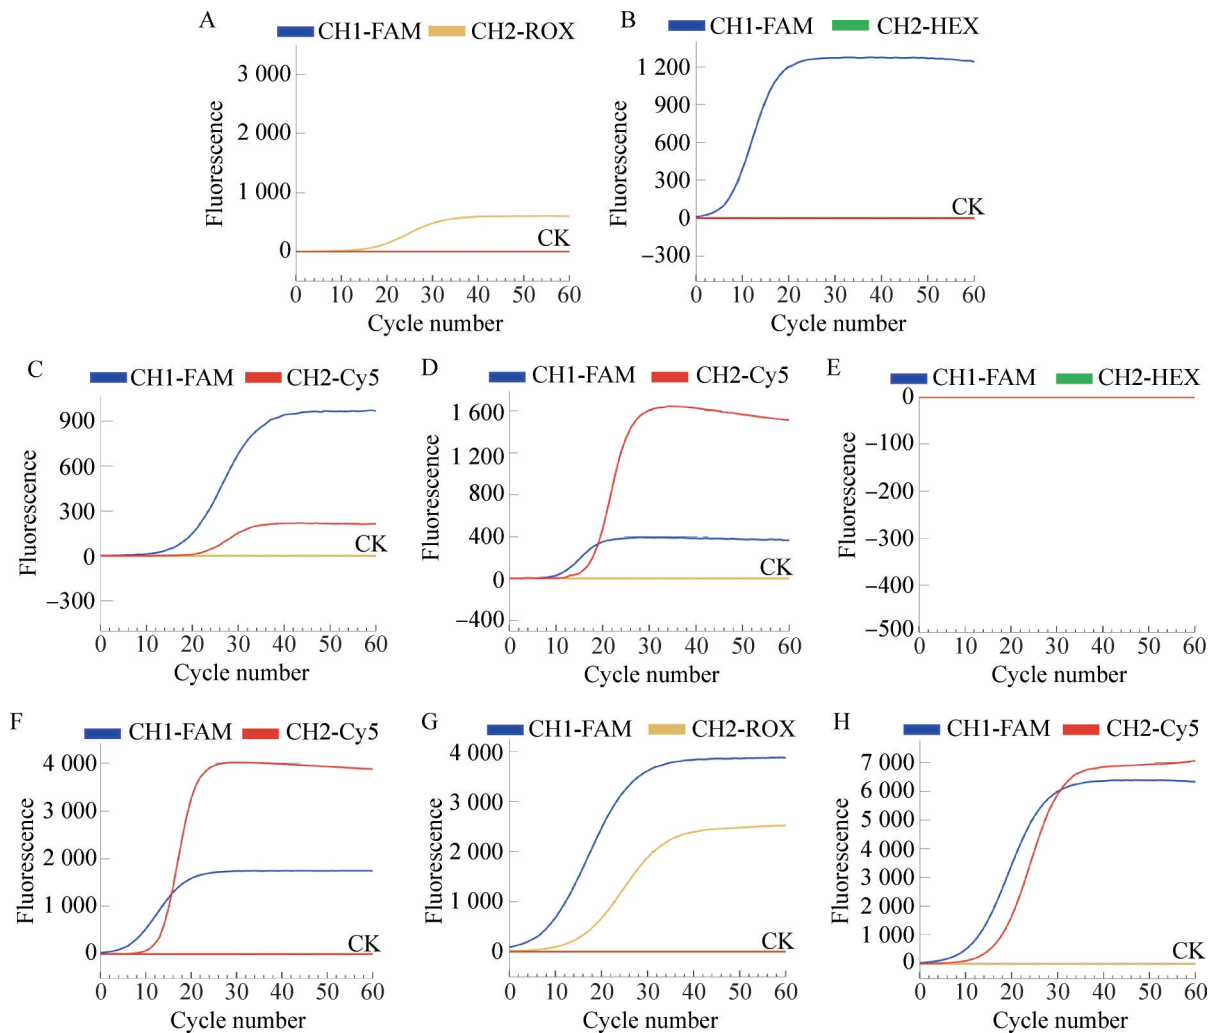 A
CH1-FAM CH2-ROX
3 000
2 000
1 000
0
Fluorescence
CK
0 10 20 30 40 50 60
Cycle number
B
CH1-FAM CH2-HEX
1 200
900
600
300
0
−300
Fluorescence
CK
0 10 20 30 40 50 60
Cycle number
C
CH1-FAM CH2-Cy5
900
600
300
0
−300
Fluorescence
CK
0 10 20 30 40 50 60
Cycle number
D
CH1-FAM CH2-Cy5
1 600
1 200
800
400
0
−400
Fluorescence
CK
0 10 20 30 40 50 60
Cycle number
E
CH1-FAM CH2-HEX
0
−100
−200
−300
−400
−500
Fluorescence
0 10 20 30 40 50 60
Cycle number
F
CH1-FAM CH2-Cy5
4 000
3 000
2 000
1 000
0
Fluorescence
CK
0 10 20 30 40 50 60
Cycle number
G
CH1-FAM CH2-ROX
4 000
3 000
2 000
1 000
0
Fluorescence
CK
0 10 20 30 40 50 60
Cycle number
H
CH1-FAM CH2-Cy5
7 000
6 000
5 000
4 000
3 000
2 000
1 000
0
Fluorescence
CK
0 10 20 30 40 50 60
Cycle number